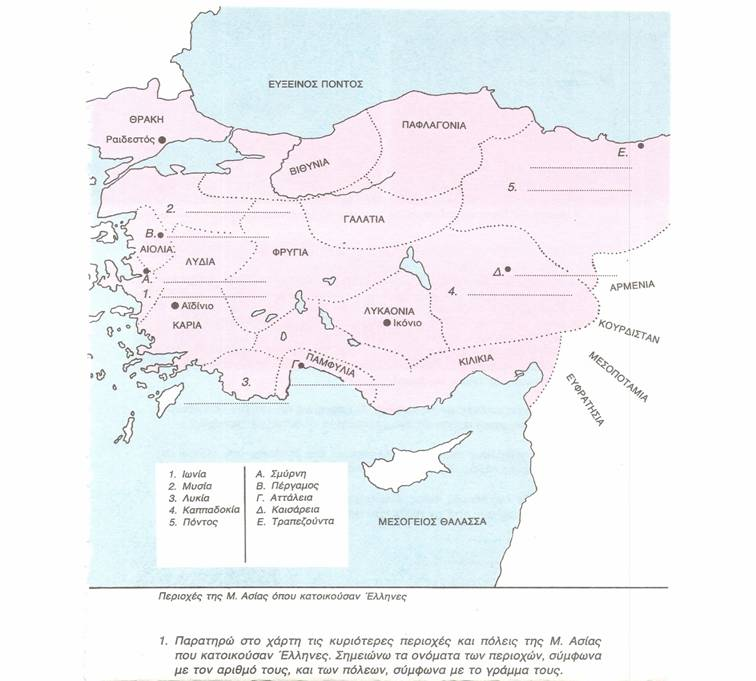 ΕΥΞΕΙΝΟΣ ΠΟΝΤΟΣ
ΘΡΑΚΗ
Ραιδεστός
ΠΑΦΛΑΓΟΝΙΑ
Ε.
ΒΙΘΥΝΙΑ
5.
2.
ΓΑΛΑΤΙΑ
Β.
ΑΙΟΛΙΑ
ΛΥΔΙΑ
ΦΡΥΓΙΑ
Α.
Δ.
ΑΡΜΕΝΙΑ
1.
4.
Αϊδίνιο
ΛΥΚΑΟΝΙΑ
Ικόνιο
ΚΑΡΙΑ
ΚΟΥΡΔΙΣΤΑΝ
ΠΑΜΦΥΛΙΑ
ΚΙΛΙΚΙΑ
ΜΕΣΟΠΟΤΑΜΙΑ
Γ.
3.
ΕΥΦΡΑΤΗΣΙΑ
1. Ιωνία
2. Μυσία
3. Λυκία
4. Καππαδοκία
5. Πόντος
Α. Σμύρνη
Β. Πέργαμος
Γ. Αττάλεια
Δ. Καισάρεια
Ε. Τραπεζούντα
ΜΕΣΟΓΕΙΟΣ ΘΑΛΑΣΣΑ
Περιοχές της Μ. Ασίας όπου κατοικούσαν Έλληνες
1. Παρατηρώ στο χάρτη τις κυριότερες περιοχές και πόλεις της Μ. Ασίας
που κατοικούσαν Έλληνες. Σημειώνω τα ονόματα των περιοχών, σύμφωνα
με τον αριθμό τους, και των πόλεων, σύμφωνα με το γράμμα τους.